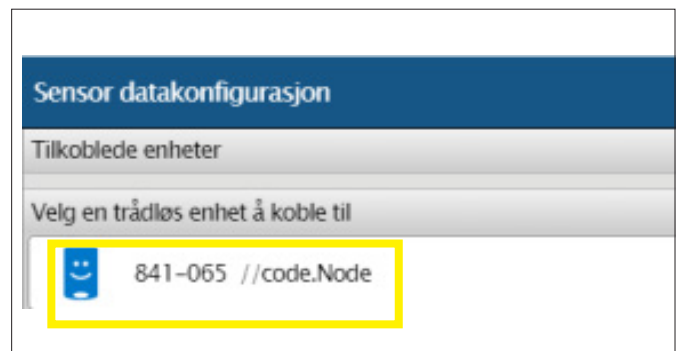 Sensor datakonfigurasjon
Tilkoblede enheter
Velg en trådløs enhet å koble til
841-065 //code.Node